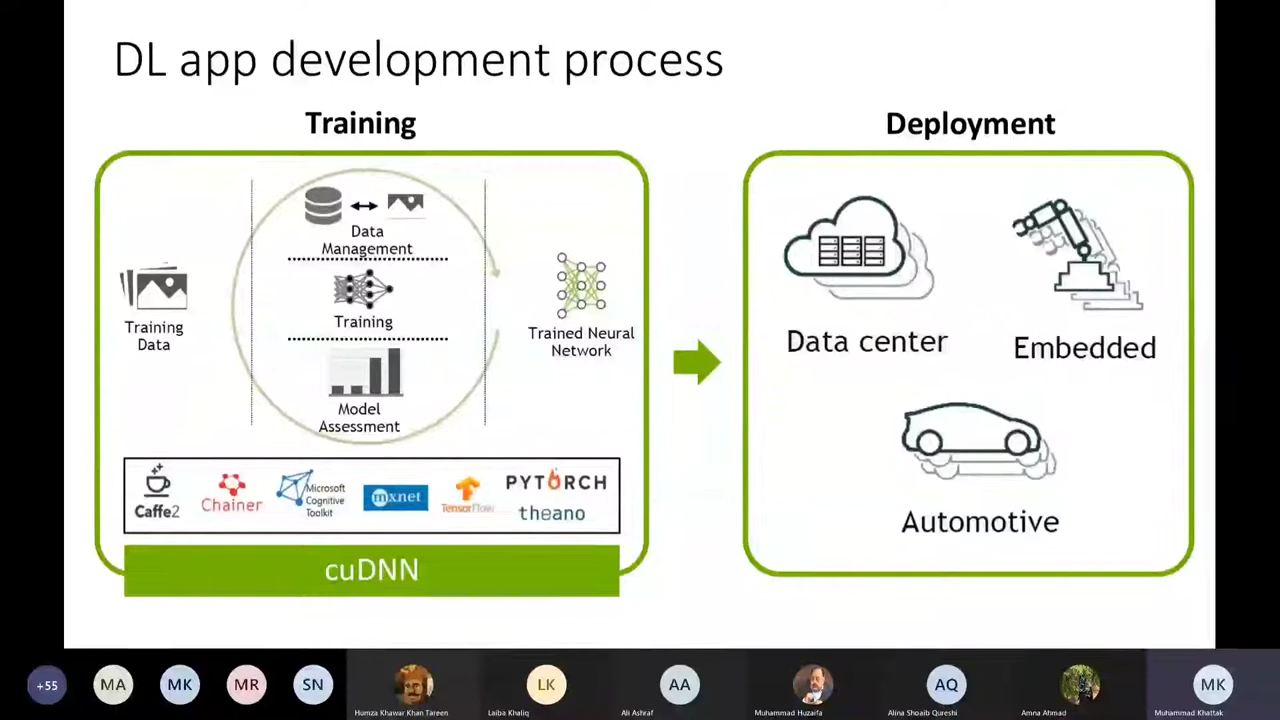 DL app development process
Training
Deployment
Data
Management
Training
Data
Training
Trained Neural
Network
Model
Assessment
Data center
Embedded
Automotive
Caffe2
Chainer
Microsoft
Cognitive
Toolkit
mxnet
TensorFlow
PYTORCH
theano
cuDNN
+55
MA
MK
MR
SN
LK
AA
AQ
MK
Humza Khawar Khan Tareen
Laiba Khaliq
Ali Ashraf
Muhammad Huzaifa
Alina Shoaib Qureshi
Amna Ahmad
Muhammad Khattak